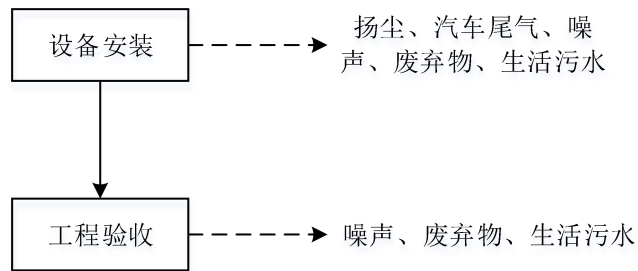 设备安装
扬尘、汽车尾气、噪
声、废弃物、生活污水
工程验收
噪声、废弃物、生活污水